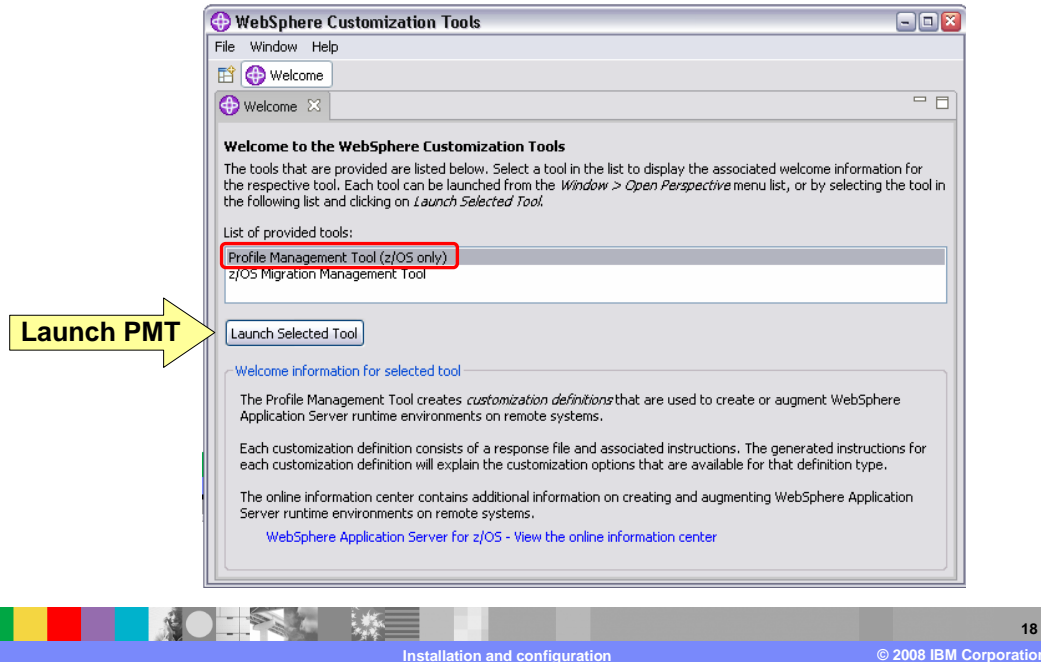 WebSphere Customization Tools
File Window Help
Welcome
Welcome
Welcome to the WebSphere Customization Tools
The tools that are provided are listed below. Select a tool in the list to display the associated welcome information for
the respective tool. Each tool can be launched from the Window > Open Perspective menu list, or by selecting the tool in
the following list and clicking on Launch Selected Tool.
List of provided tools:
Profile Management Tool (z/OS only)
z/OS Migration Management Tool
Launch PMT
Launch Selected Tool
Welcome information for selected tool
The Profile Management Tool creates customization definitions that are used to create or augment WebSphere
Application Server runtime environments on remote systems.
Each customization definition consists of a response file and associated instructions. The generated instructions for
each customization definition will explain the customization options that are available for that definition type.
The online information center contains additional information on creating and augmenting WebSphere Application
Server runtime environments on remote systems.
WebSphere Application Server for z/OS - View the online information center
18
Installation and configuration
© 2008 IBM Corporation